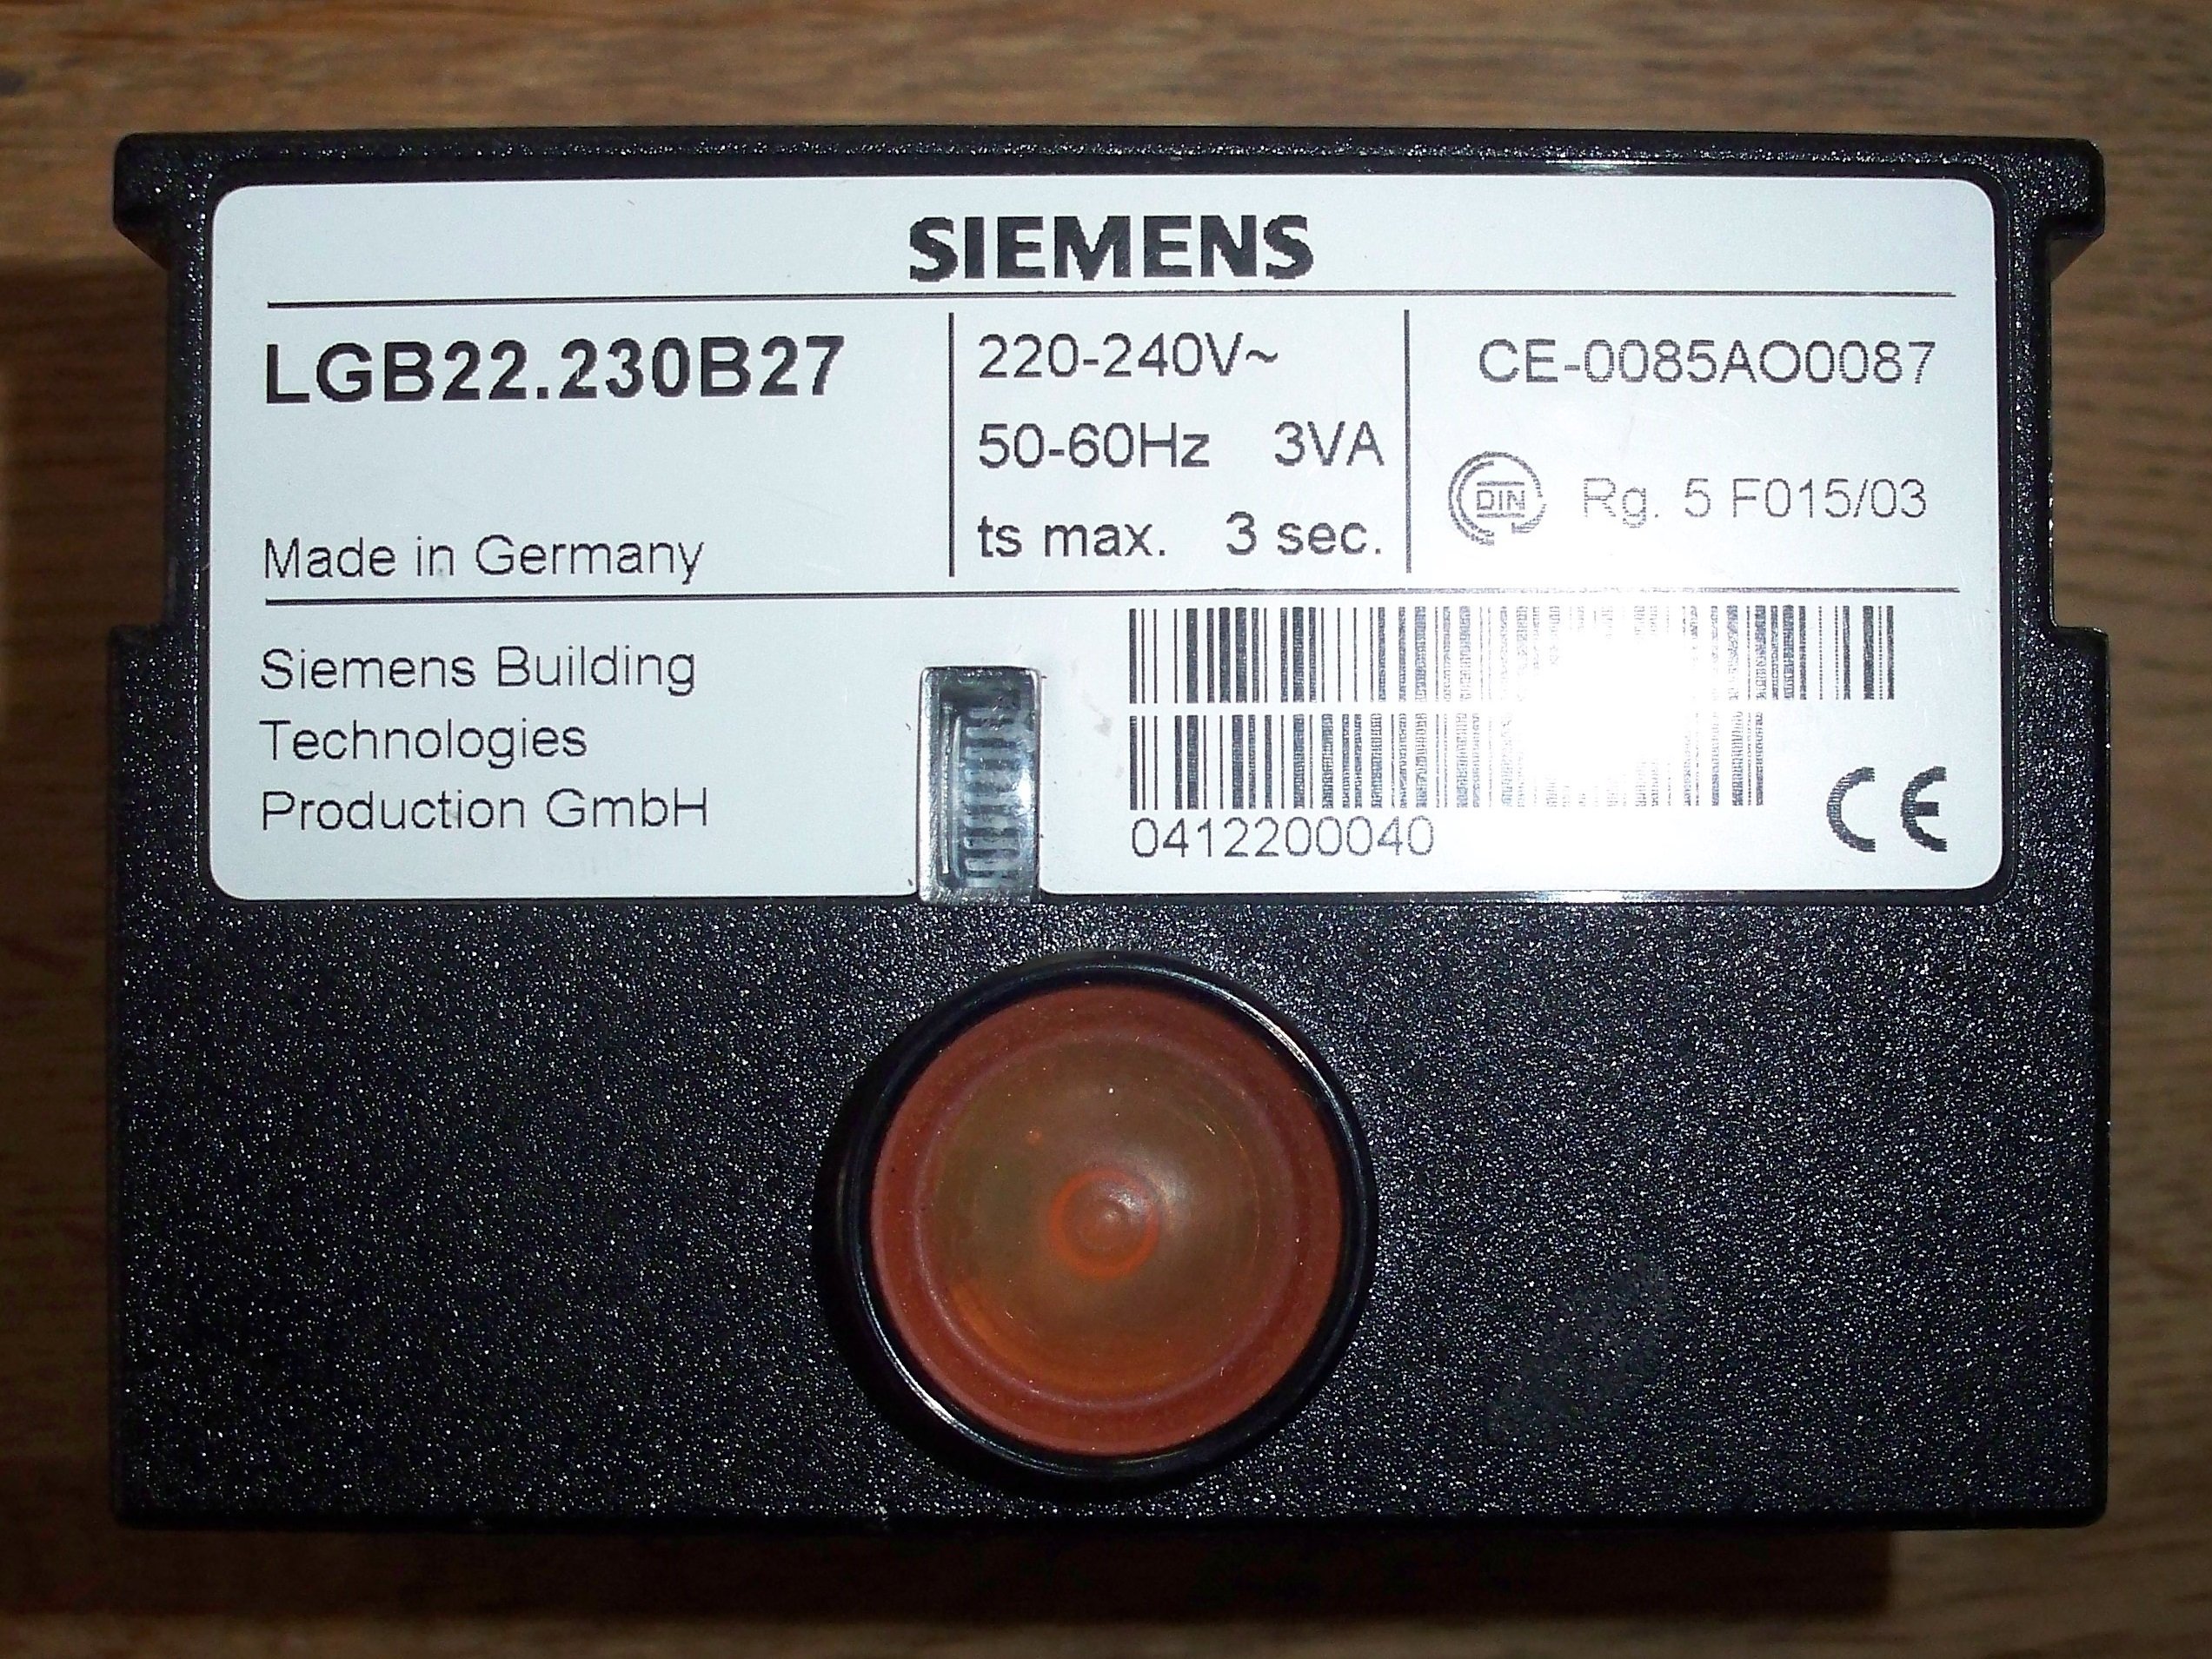 SIEMENS
LGB22.230B27
Made in Germany
220-240V~
50-60Hz 3VA
ts max. 3 sec.
CE-0085AO0087
DIN Rg. 5 F015/03
Siemens Building
Technologies
Production GmbH
0412200040
CE